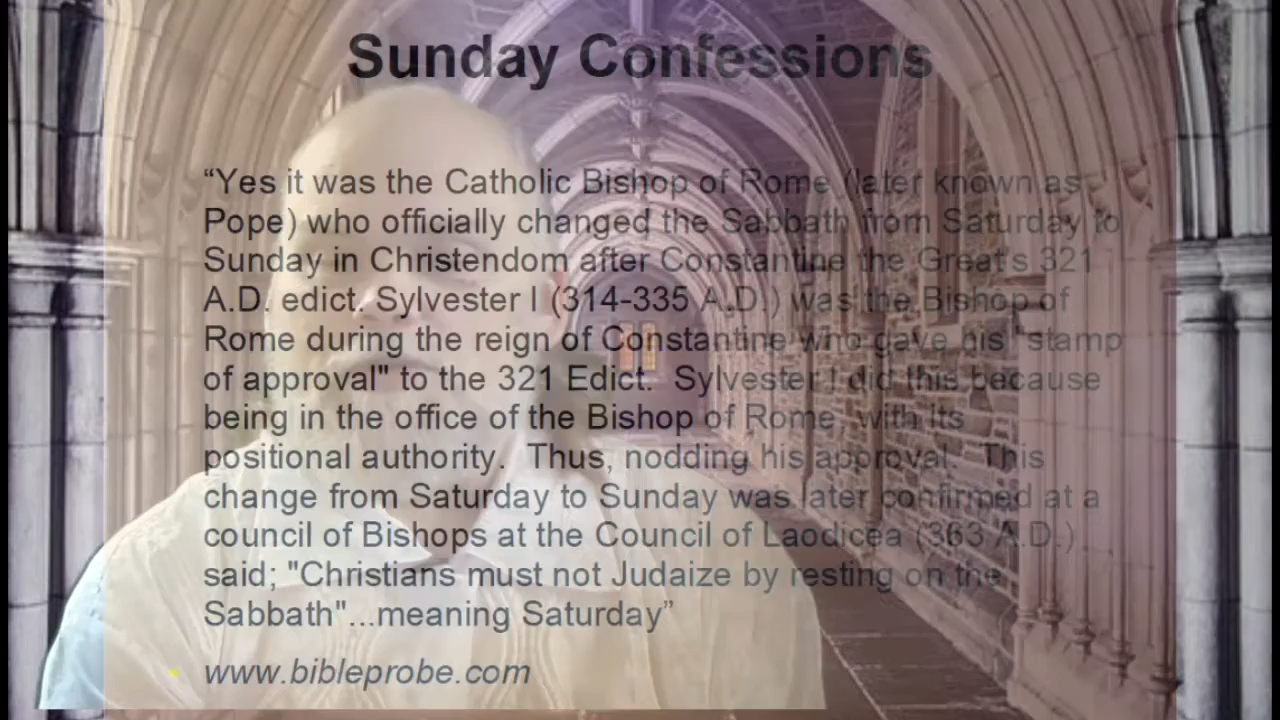 Sunday Confessions
“Yes it was the Catholic Bishop of Rome (later known as
Pope) who officially changed the Sabbath from Saturday to
Sunday in Christendom after Constantine the Great's 321
A.D. edict. Sylvester I (314-335 A.D.) was the Bishop of
Rome during the reign of Constantine who gave his "stamp
of approval" to the 321 Edict.  Sylvester I did this because
being in the office of the Bishop of Rome, with its
positional authority.  Thus, nodding his approval.  This
change from Saturday to Sunday was later confirmed at a
council of Bishops at the Council of Laodicea (363 A.D.)
said; "Christians must not Judaize by resting on the
Sabbath"...meaning Saturday”
www.bibleprobe.com